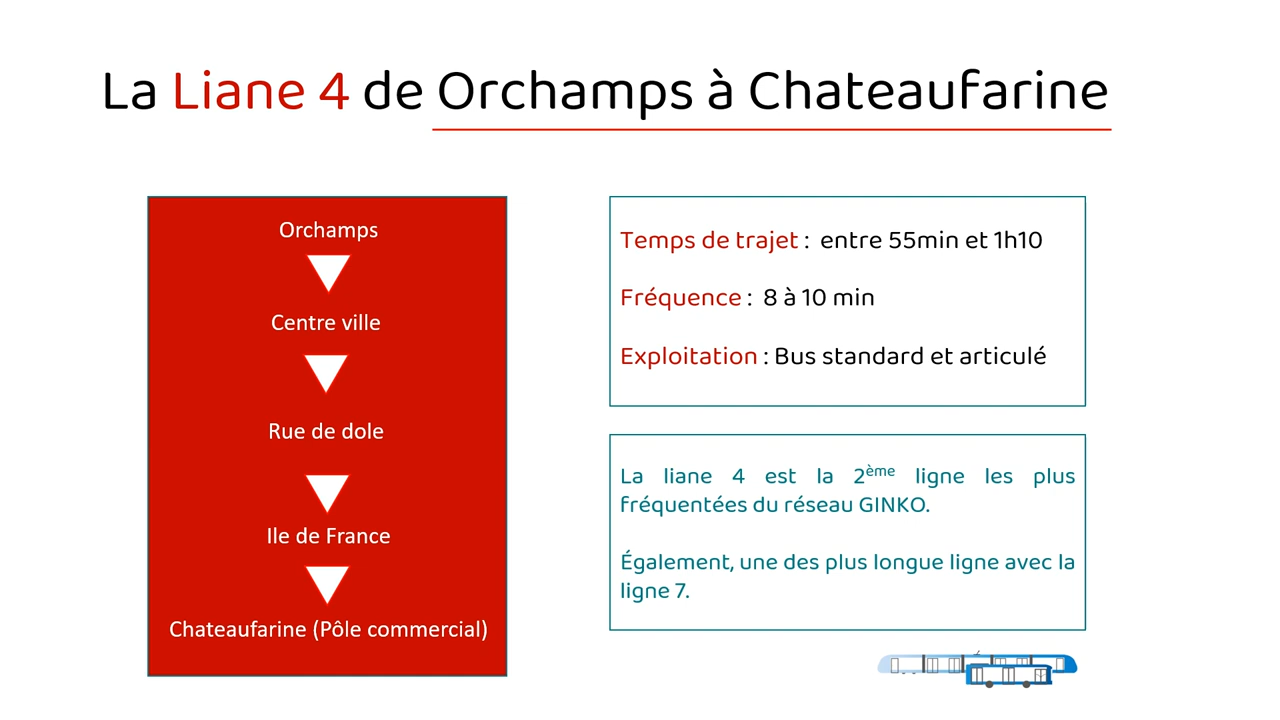 La Liane 4 de Orchamps à Chateaufarine
Orchamps
Centre ville
Rue de dole
Ile de France
Chateaufarine (Pôle commercial)
Temps de trajet : entre 55min et 1h10
Fréquence : 8 à 10 min
Exploitation : Bus standard et articulé
La liane 4 est la 2ème ligne les plus
fréquentées du réseau GINKO.
Également, une des plus longue ligne avec la
ligne 7.